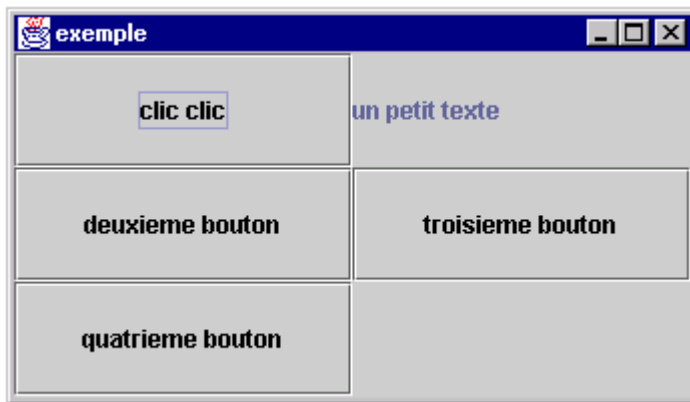 exemple
clic clic
un petit texte
deuxieme bouton
troisieme bouton
quatrieme bouton